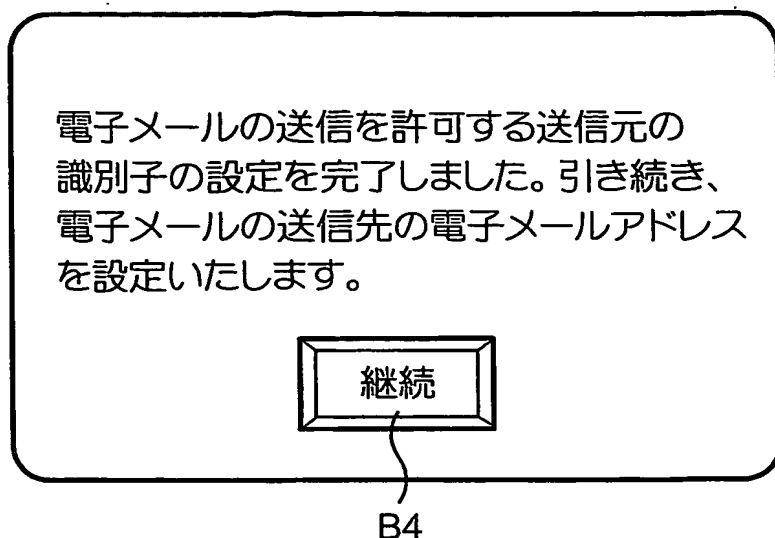 電子メールの送信を許可する送信元の
識別子の設定を完了しました。引き続き、
電子メールの送信先の電子メールアドレス
を設定いたします。
継続
B4